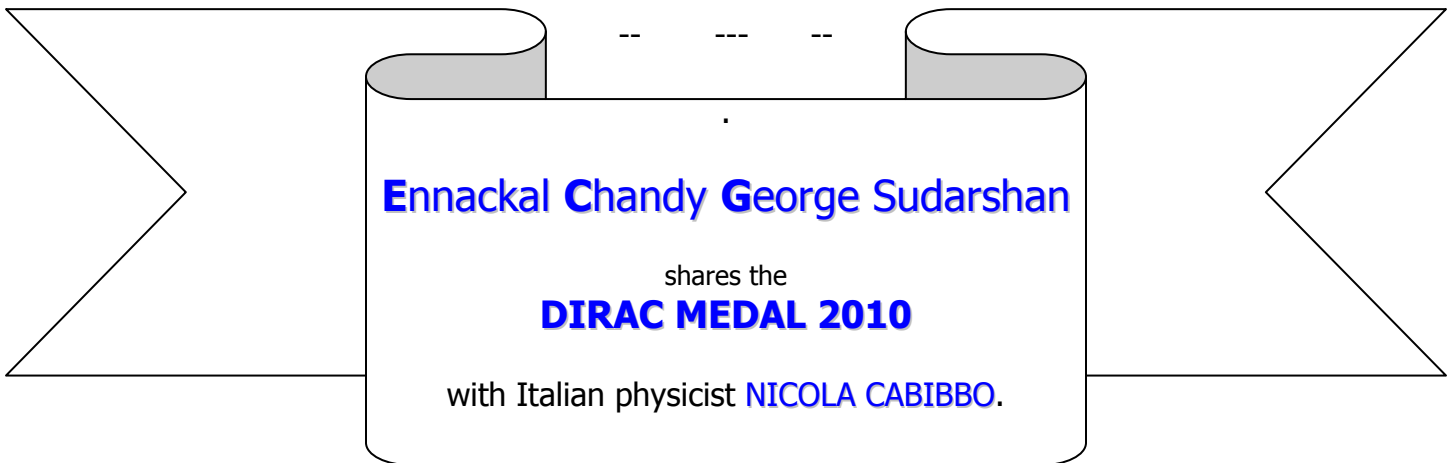 -- --- --
.
Ennackal Chandy George Sudarshan
shares the
DIRAC MEDAL 2010
with Italian physicist NICOLA CABIBBO.